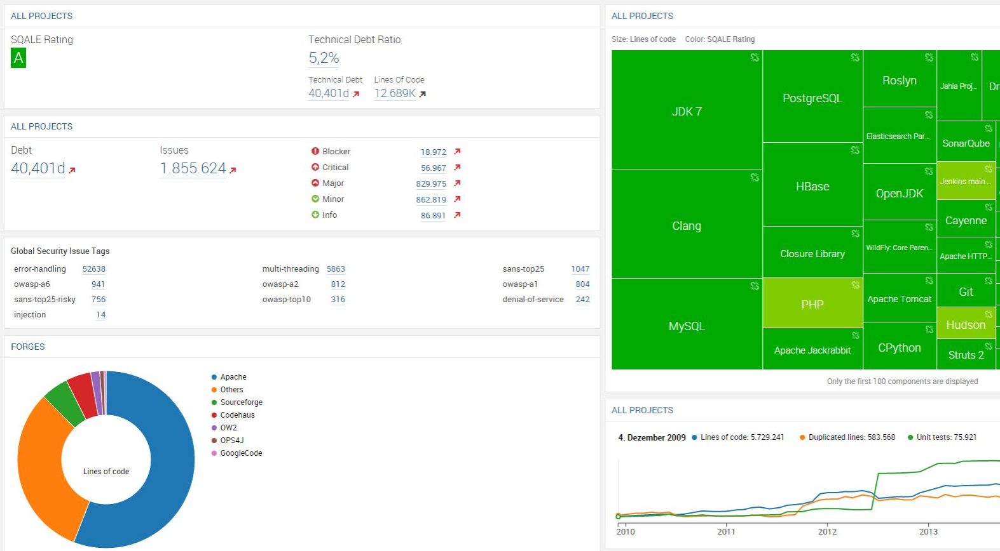 ALL PROJECTS
SQALE Rating
A
Technical Debt Ratio
5,2%
Technical Debt Lines Of Code
40,401d 12.689K
ALL PROJECTS
Debt
40,401d
Issues
1.855.624
Blocker 18.972
Critical 56.967
Major 829.975
Minor 862.819
Info 86.891
Global Security Issue Tags
error-handling 52638 multi-threading 5863 sans-top25 1047
owasp-a6 941 owasp-a2 812 owasp-a1 804
sans-top25-risky 756 owasp-top10 316 denial-of-service 242
injection 14
FORGES
Lines of code
Apache
Others
Sourceforge
Codehaus
OW2
OPS4J
GoogleCode
ALL PROJECTS
Size: Lines of code Color: SQALE Rating
JDK 7
Clang
MySQL
PostgreSQL
HBase
Closure Library
PHP
Apache Jackrabbit
Roslyn
Elasticsearch Par...
OpenJDK
WildFly: Core Paren...
Apache Tomcat
CPython
Jahia Proj...
Dr
SonarQube
Jenkins main ...
Cayenne
Apache HTTP...
Git
Hudson
Struts 2
Only the first 100 components are displayed
ALL PROJECTS
4. Dezember 2009 Lines of code: 5.729.241 Duplicated lines: 583.568 Unit tests: 75.921
2010 2011 2012 2013